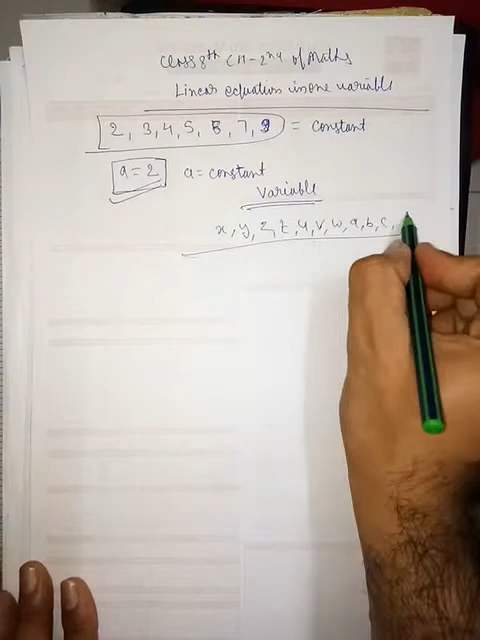 Class 8th CH-2nd of Maths
Linear equation in one variable
2, 3, 4, 5, 6, 7, 9 = constant
a = 2 a = constant
Variable
x, y, z, t, u, v, w, a, b, c,